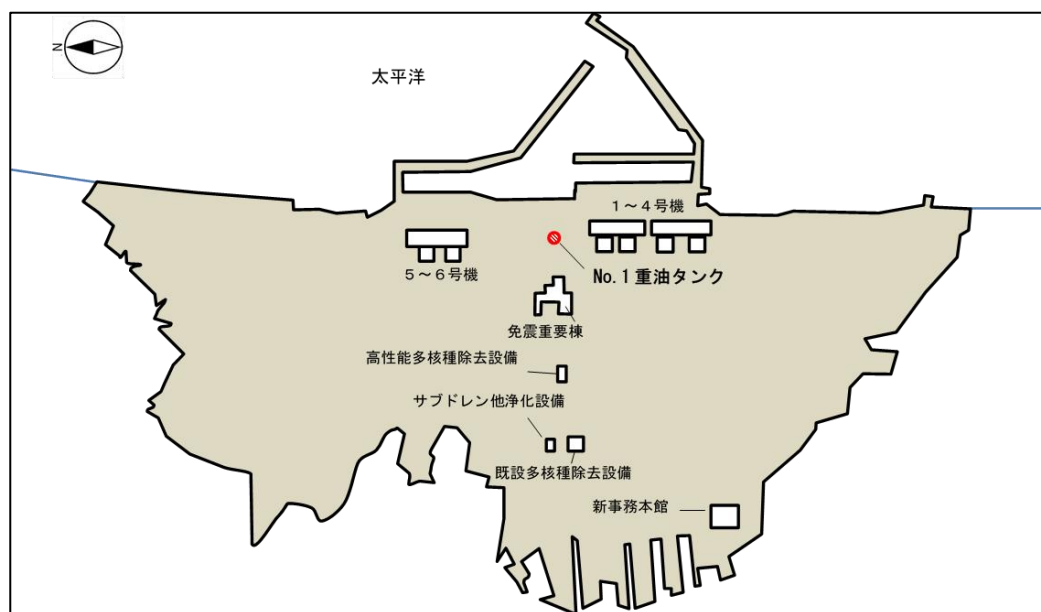 N
太平洋
1～4号機
5～6号機
No.1重油タンク
免震重要棟
高性能多核種除去設備
サブドレン他浄化設備
既設多核種除去設備
新事務本館